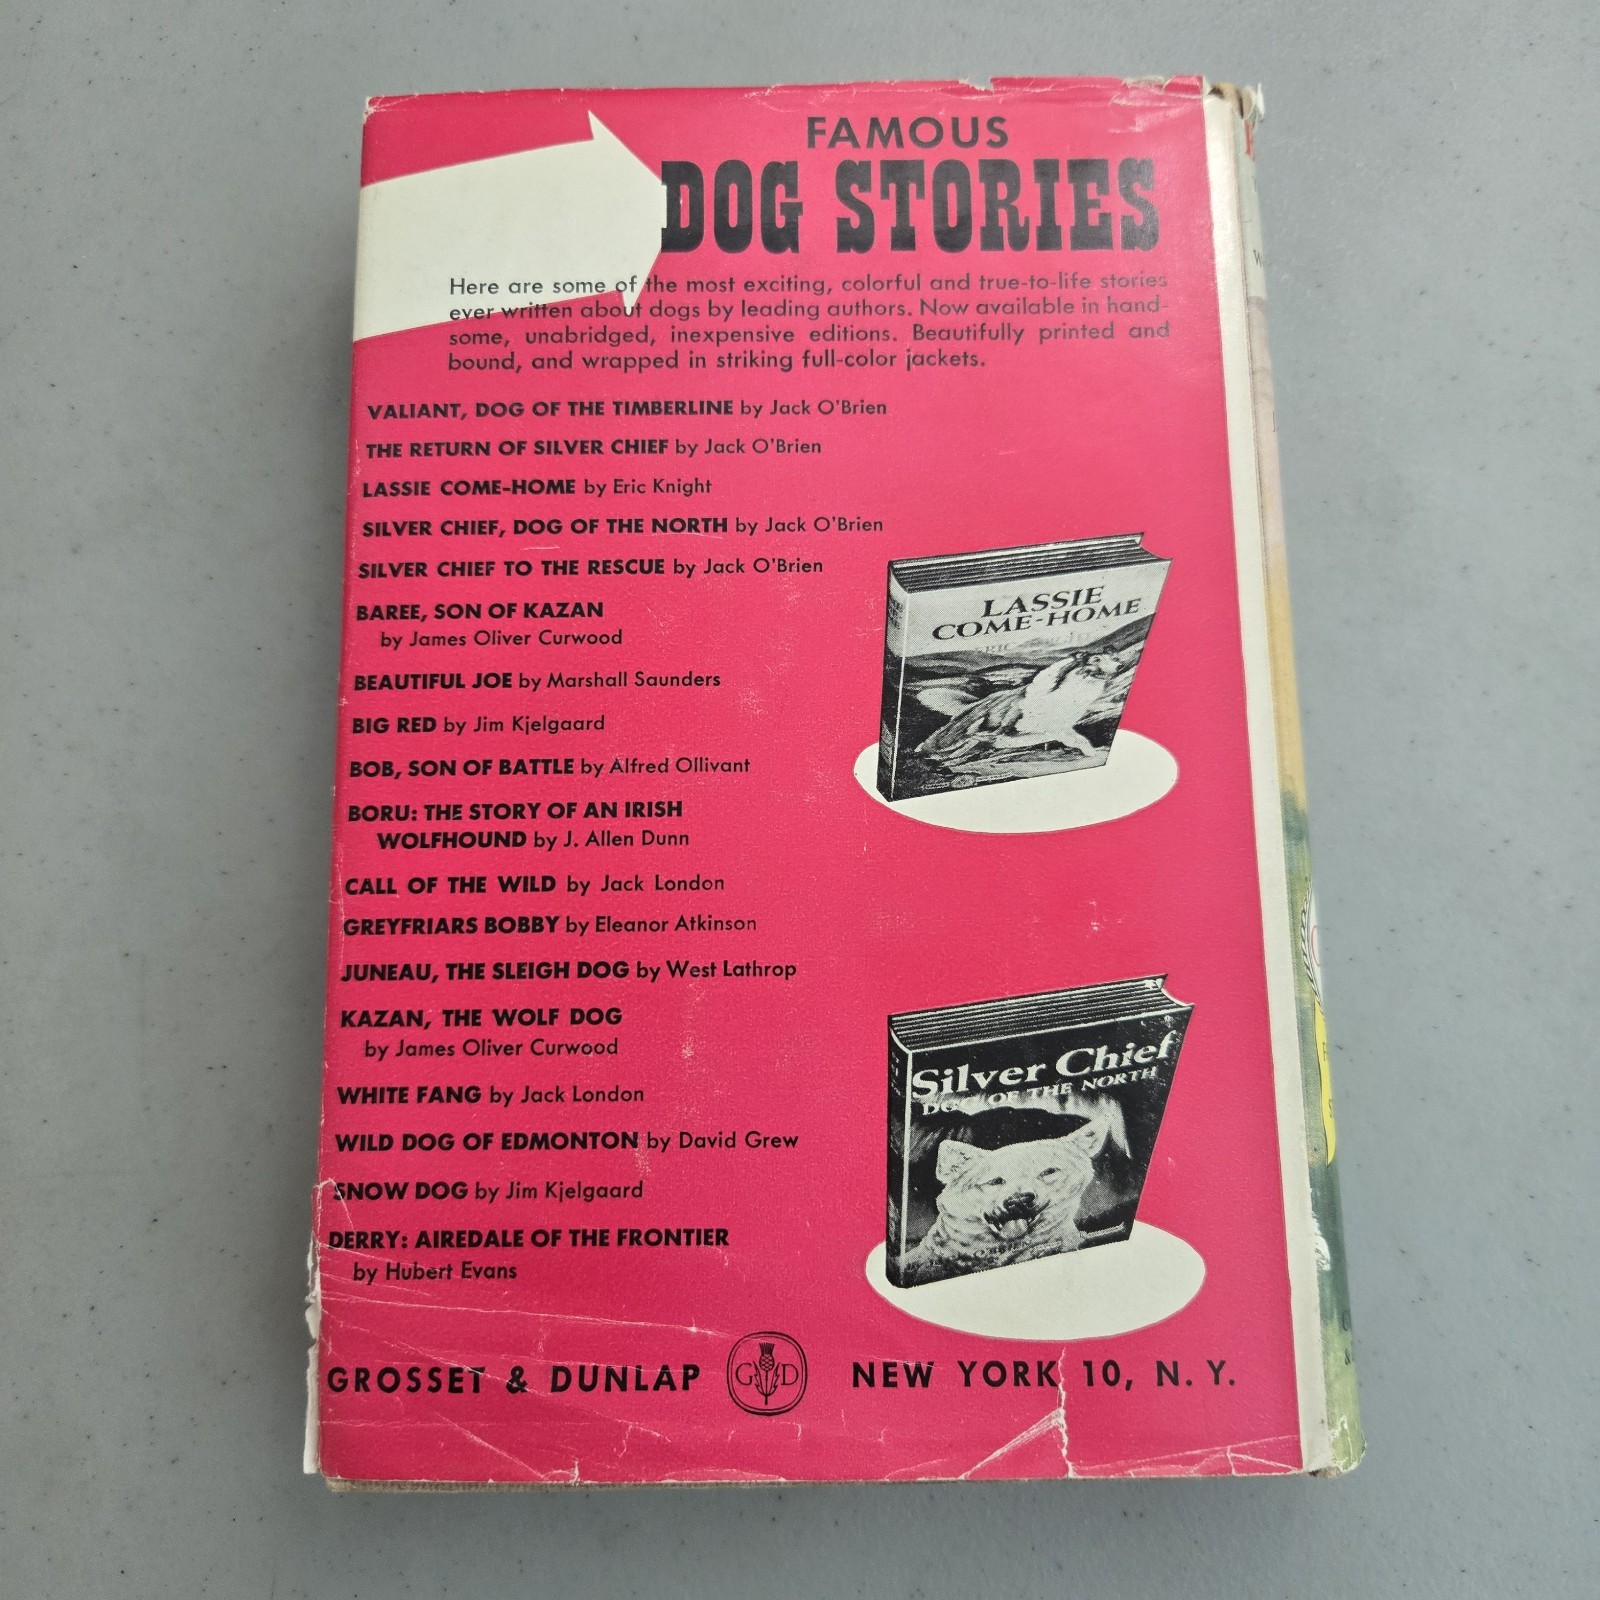 FAMOUS
DOG STORIES
Here are some of the most exciting, colorful and true-to-life stories
ever written about dogs by leading authors. Now available in hand-
some, unabridged, inexpensive editions. Beautifully printed and
bound, and wrapped in striking full-color jackets.
VALIANT, DOG OF THE TIMBERLINE by Jack O'Brien
THE RETURN OF SILVER CHIEF by Jack O'Brien
LASSIE COME-HOME by Eric Knight
SILVER CHIEF, DOG OF THE NORTH by Jack O'Brien
SILVER CHIEF TO THE RESCUE by Jack O'Brien
BAREE, SON OF KAZAN
by James Oliver Curwood
BEAUTIFUL JOE by Marshall Saunders
BIG RED by Jim Kjelgaard
BOB, SON OF BATTLE by Alfred Ollivant
BORU: THE STORY OF AN IRISH
WOLFHOUND by J. Allen Dunn
CALL OF THE WILD by Jack London
GREYFRIARS BOBBY by Eleanor Atkinson
JUNEAU, THE SLEIGH DOG by West Lathrop
KAZAN, THE WOLF DOG
by James Oliver Curwood
WHITE FANG by Jack London
WILD DOG OF EDMONTON by David Grew
SNOW DOG by Jim Kjelgaard
DERRY: AIREDALE OF THE FRONTIER
by Hubert Evans
LASSIE
COME-HOME
Silver Chief
DOG OF THE NORTH
O'BRIEN
GROSSET & DUNLAP G D NEW YORK 10, N. Y.